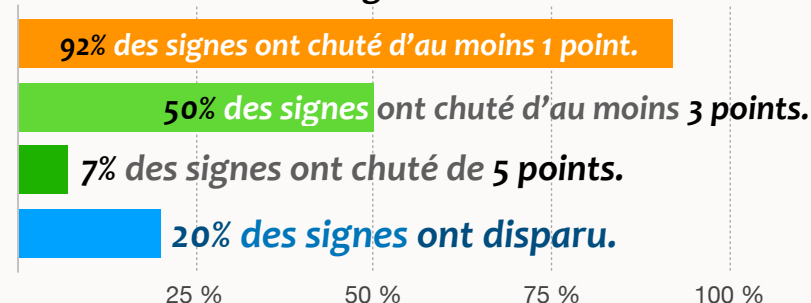 92% des signes ont chuté d’au moins 1 point.
50% des signes ont chuté d’au moins 3 points.
7% des signes ont chuté de 5 points.
20% des signes ont disparu.
25 % 50 % 75 % 100 %